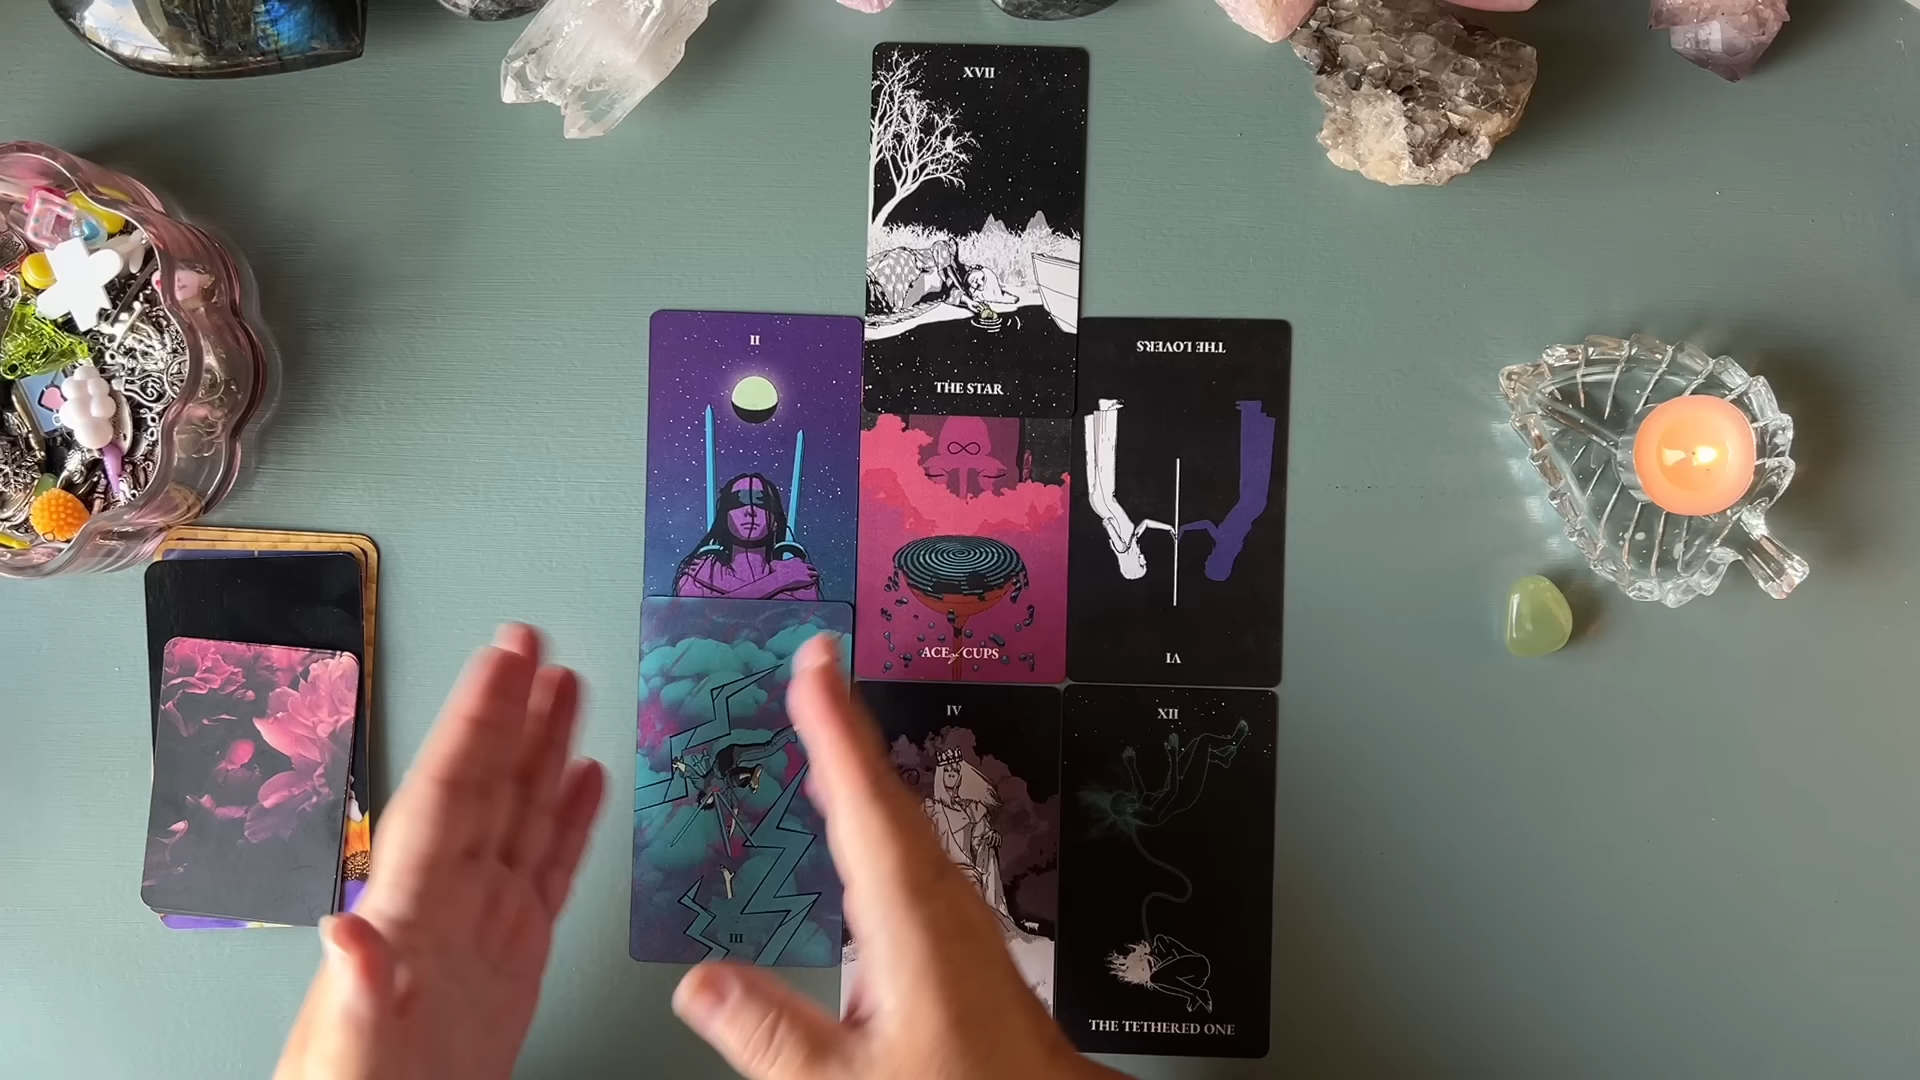 XVII
THE STAR
II
THE LOVERS
VI
ACE of CUPS
III
IV
XII
THE TETHERED ONE